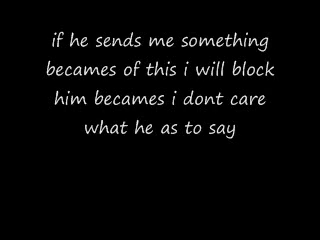 if he sends me something
becames of this i will block
him becames i dont care
what he as to say